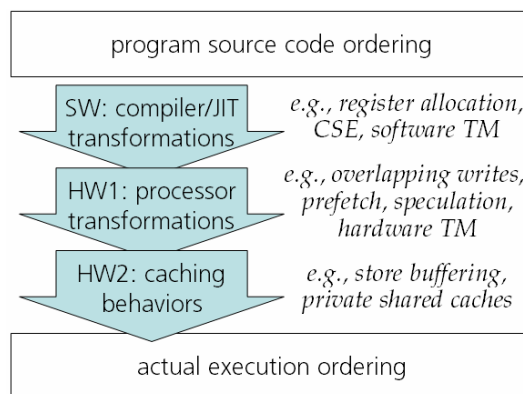 program source code ordering
SW: compiler/JIT
transformations
e.g., register allocation,
CSE, software TM
HW1: processor
transformations
e.g., overlapping writes,
prefetch, speculation,
hardware TM
HW2: caching
behaviors
e.g., store buffering,
private shared caches
actual execution ordering